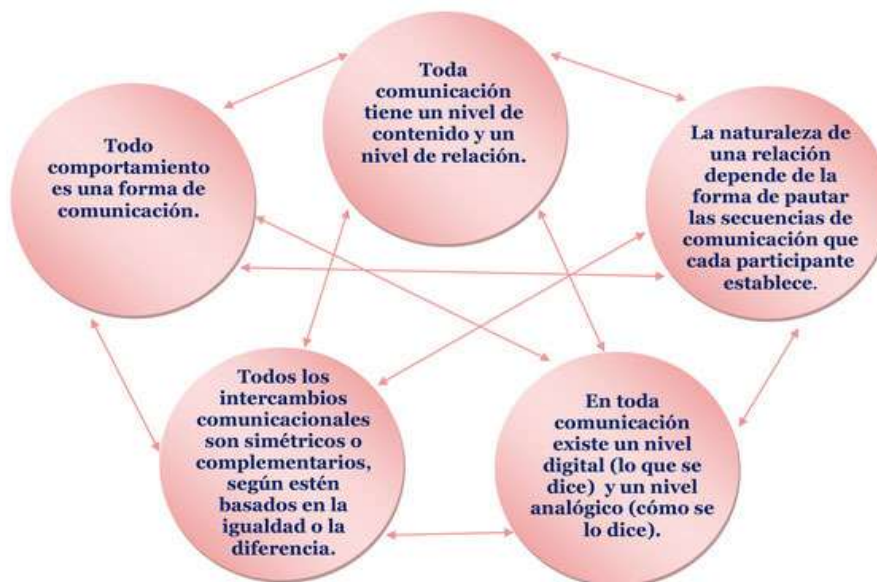 Todo
comportamiento
es una forma de
comunicación.
Toda
comunicación
tiene un nivel de
contenido y un
nivel de relación.
La naturaleza de
una relación
depende de la
forma de pautar
las secuencias de
comunicación que
cada participante
establece.
Todos los
intercambios
comunicacionales
son simétricos o
complementarios,
según estén
basados en la
igualdad o la
diferencia.
En toda
comunicación
existe un nivel
digital (lo que se
dice) y un nivel
analógico (cómo se
lo dice).